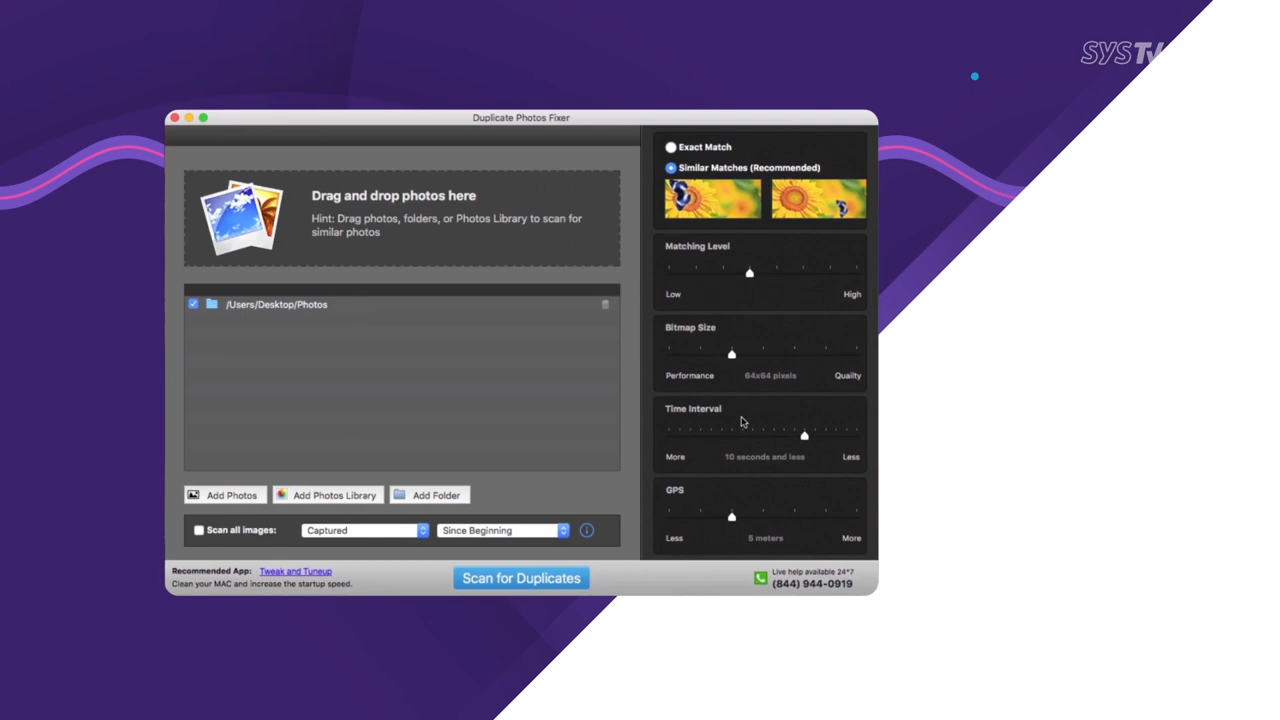 SYSTv
Duplicate Photos Fixer
Drag and drop photos here
Hint: Drag photos, folders, or Photos Library to scan for
similar photos
/Users/Desktop/Photos
Add Photos
Add Photos Library
Add Folder
Scan all images:
Captured
Since Beginning
Exact Match
Similar Matches (Recommended)
Matching Level
Low
High
Bitmap Size
Performance
64x64 pixels
Quailty
Time Interval
More
10 seconds and less
Less
GPS
Less
5 meters
More
Recommended App: Tweak and Tuneup
Clean your MAC and increase the startup speed.
Scan for Duplicates
Live help available 24*7
(844) 944-0919